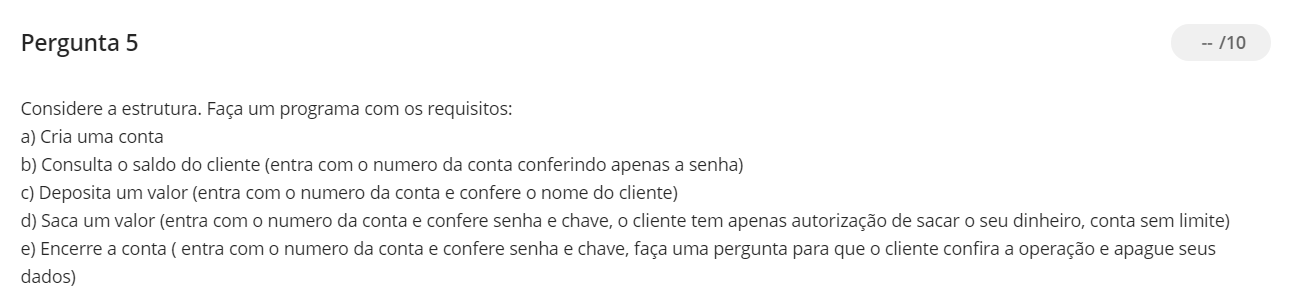 Pergunta 5
-- /10
Considere a estrutura. Faça um programa com os requisitos:
a) Cria uma conta
b) Consulta o saldo do cliente (entra com o numero da conta conferindo apenas a senha)
c) Deposita um valor (entra com o numero da conta e confere o nome do cliente)
d) Saca um valor (entra com o numero da conta e confere senha e chave, o cliente tem apenas autorização de sacar o seu dinheiro, conta sem limite)
e) Encerre a conta ( entra com o numero da conta e confere senha e chave, faça uma pergunta para que o cliente confira a operação e apague seus
dados)